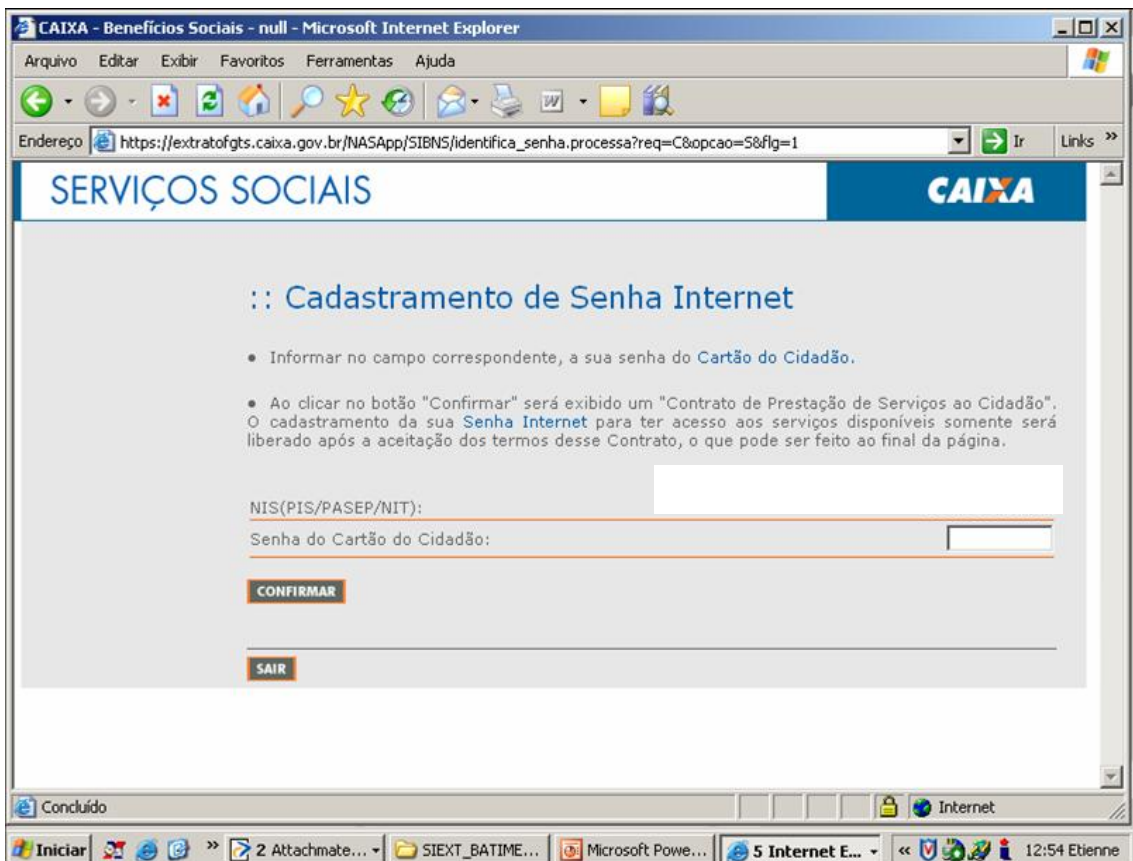 CAIXA - Benefícios Sociais - null - Microsoft Internet Explorer
Arquivo Editar Exibir Favoritos Ferramentas Ajuda
Endereço https://extratofgts.caixa.gov.br/NASApp/SIBNS/identifica_senha.processa?req=C&opcao=S&flg=1 Ir Links »
SERVIÇOS SOCIAIS CAIXA
:: Cadastramento de Senha Internet
• Informar no campo correspondente, a sua senha do Cartão do Cidadão.
• Ao clicar no botão "Confirmar" será exibido um "Contrato de Prestação de Serviços ao Cidadão".
O cadastramento da sua Senha Internet para ter acesso aos serviços disponíveis somente será
liberado após a aceitação dos termos desse Contrato, o que pode ser feito ao final da página.
NIS(PIS/PASEP/NIT):
Senha do Cartão do Cidadão:
CONFIRMAR
SAIR
Concluído Internet
Iniciar » 2 Attachmate... SIEXT_BATIME... Microsoft Powe... 5 Internet E... « 12:54 Etienne